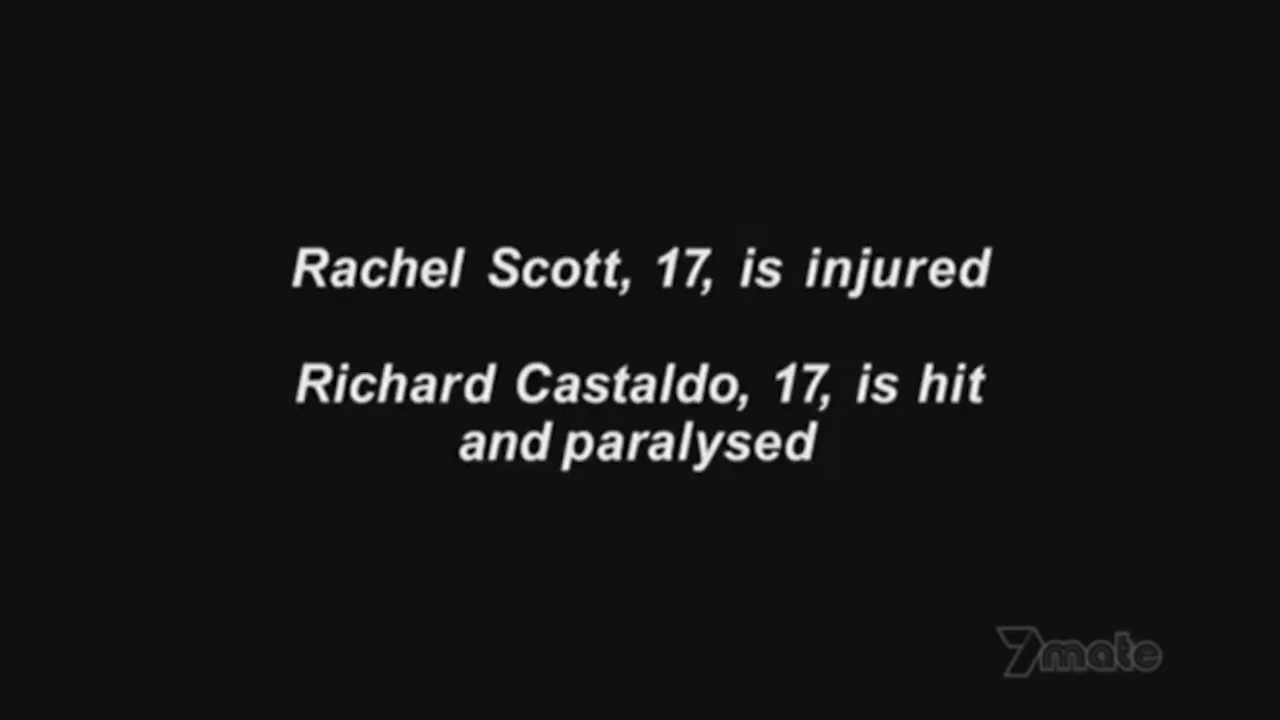 Rachel Scott, 17, is injured
Richard Castaldo, 17, is hit
and paralysed
7mate